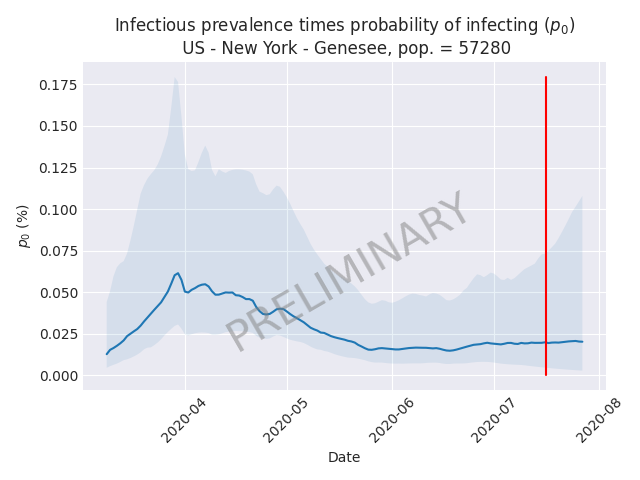 Infectious prevalence times probability of infecting (p₀)
US - New York - Genesee, pop. = 57280
p₀ (%)
0.175
0.150
0.125
0.100
0.075
0.050
0.025
0.000
PRELIMINARY
2020-04
2020-05
2020-06
2020-07
2020-08
Date